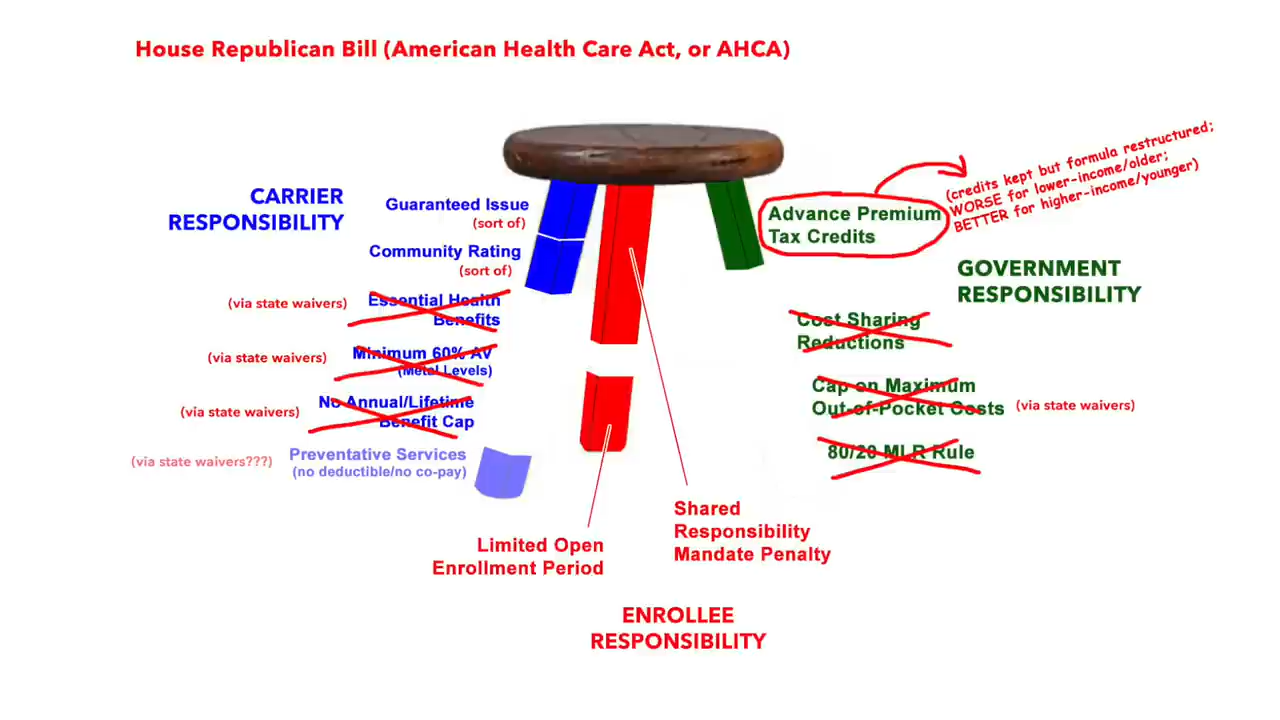 House Republican Bill (American Health Care Act, or AHCA)
CARRIER
RESPONSIBILITY
Guaranteed Issue
(sort of)
Community Rating
(sort of)
(via state waivers)
Essential Health
Benefits
(via state waivers)
Minimum 60% AV
(Metal Levels)
(via state waivers)
No Annual/Lifetime
Benefit Cap
(via state waivers???)
Preventative Services
(no deductible/no co-pay)
(credits kept but formula restructured;
WORSE for lower-income/older;
BETTER for higher-income/younger)
Advance Premium
Tax Credits
GOVERNMENT
RESPONSIBILITY
Cost Sharing
Reductions
Cap on Maximum
Out-of-Pocket Costs
(via state waivers)
80/20 MLR Rule
Shared
Responsibility
Mandate Penalty
Limited Open
Enrollment Period
ENROLLEE
RESPONSIBILITY